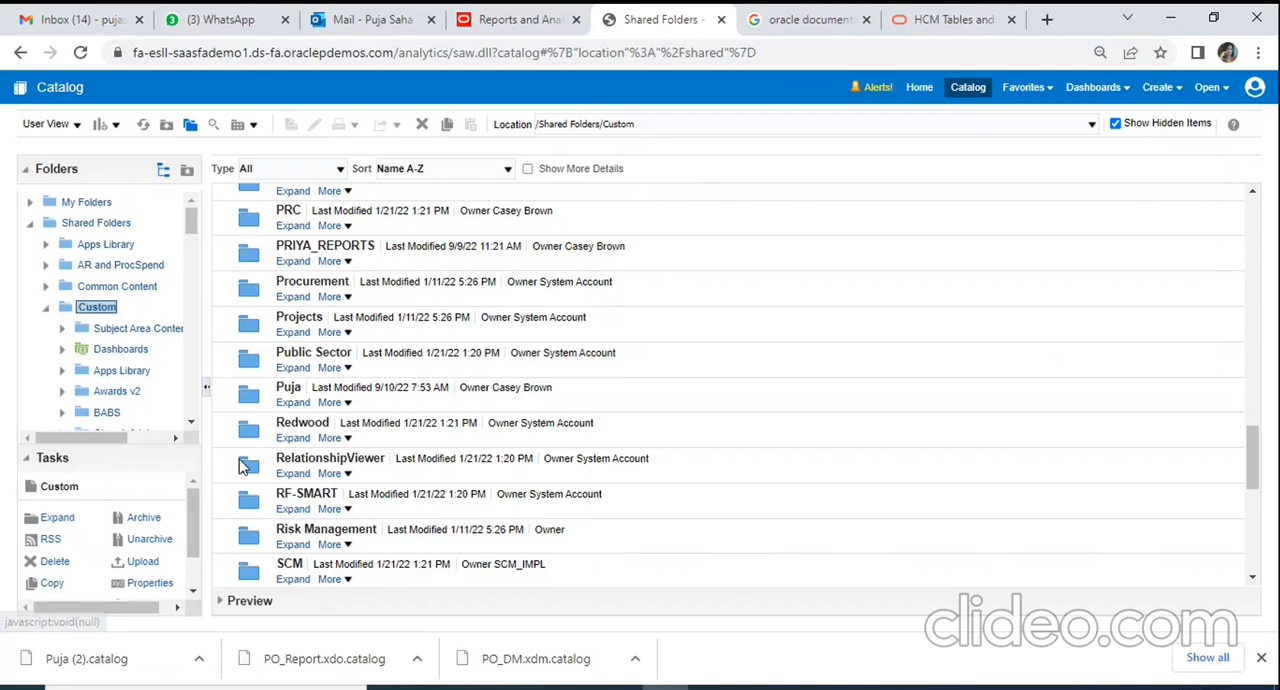 Inbox (14) - pujas
(3) WhatsApp
Mail - Puja Saha
Reports and Anal
Shared Folders -
oracle document
HCM Tables and
fa-esll-saasfademo1.ds-fa.oraclepdemos.com/analytics/saw.dll?catalog#%7B"location"%3A"%2Fshared"%7D
Catalog
Alerts! Home Catalog Favorites Dashboards Create Open
User View
Location /Shared Folders/Custom
Show Hidden Items
Folders
Type All Sort Name A-Z Show More Details
My Folders
Shared Folders
Apps Library
AR and ProcSpend
Common Content
Custom
Subject Area Conter
Dashboards
Apps Library
Awards v2
BABS
Expand More
PRC Last Modified 1/21/22 1:21 PM Owner Casey Brown
Expand More
PRIYA_REPORTS Last Modified 9/9/22 11:21 AM Owner Casey Brown
Expand More
Procurement Last Modified 1/11/22 5:26 PM Owner System Account
Expand More
Projects Last Modified 1/11/22 5:26 PM Owner System Account
Expand More
Public Sector Last Modified 1/21/22 1:20 PM Owner System Account
Expand More
Puja Last Modified 9/10/22 7:53 AM Owner Casey Brown
Expand More
Redwood Last Modified 1/21/22 1:21 PM Owner System Account
Expand More
RelationshipViewer Last Modified 1/21/22 1:20 PM Owner System Account
Expand More
RF-SMART Last Modified 1/21/22 1:20 PM Owner System Account
Expand More
Risk Management Last Modified 1/11/22 5:26 PM Owner
Expand More
SCM Last Modified 1/21/22 1:21 PM Owner SCM_IMPL
Expand More
Tasks
Custom
Expand Archive
RSS Unarchive
Delete Upload
Copy Properties
Preview
javascript:void(null)
clideo.com
Puja (2).catalog
PO_Report.xdo.catalog
PO_DM.xdm.catalog
Show all